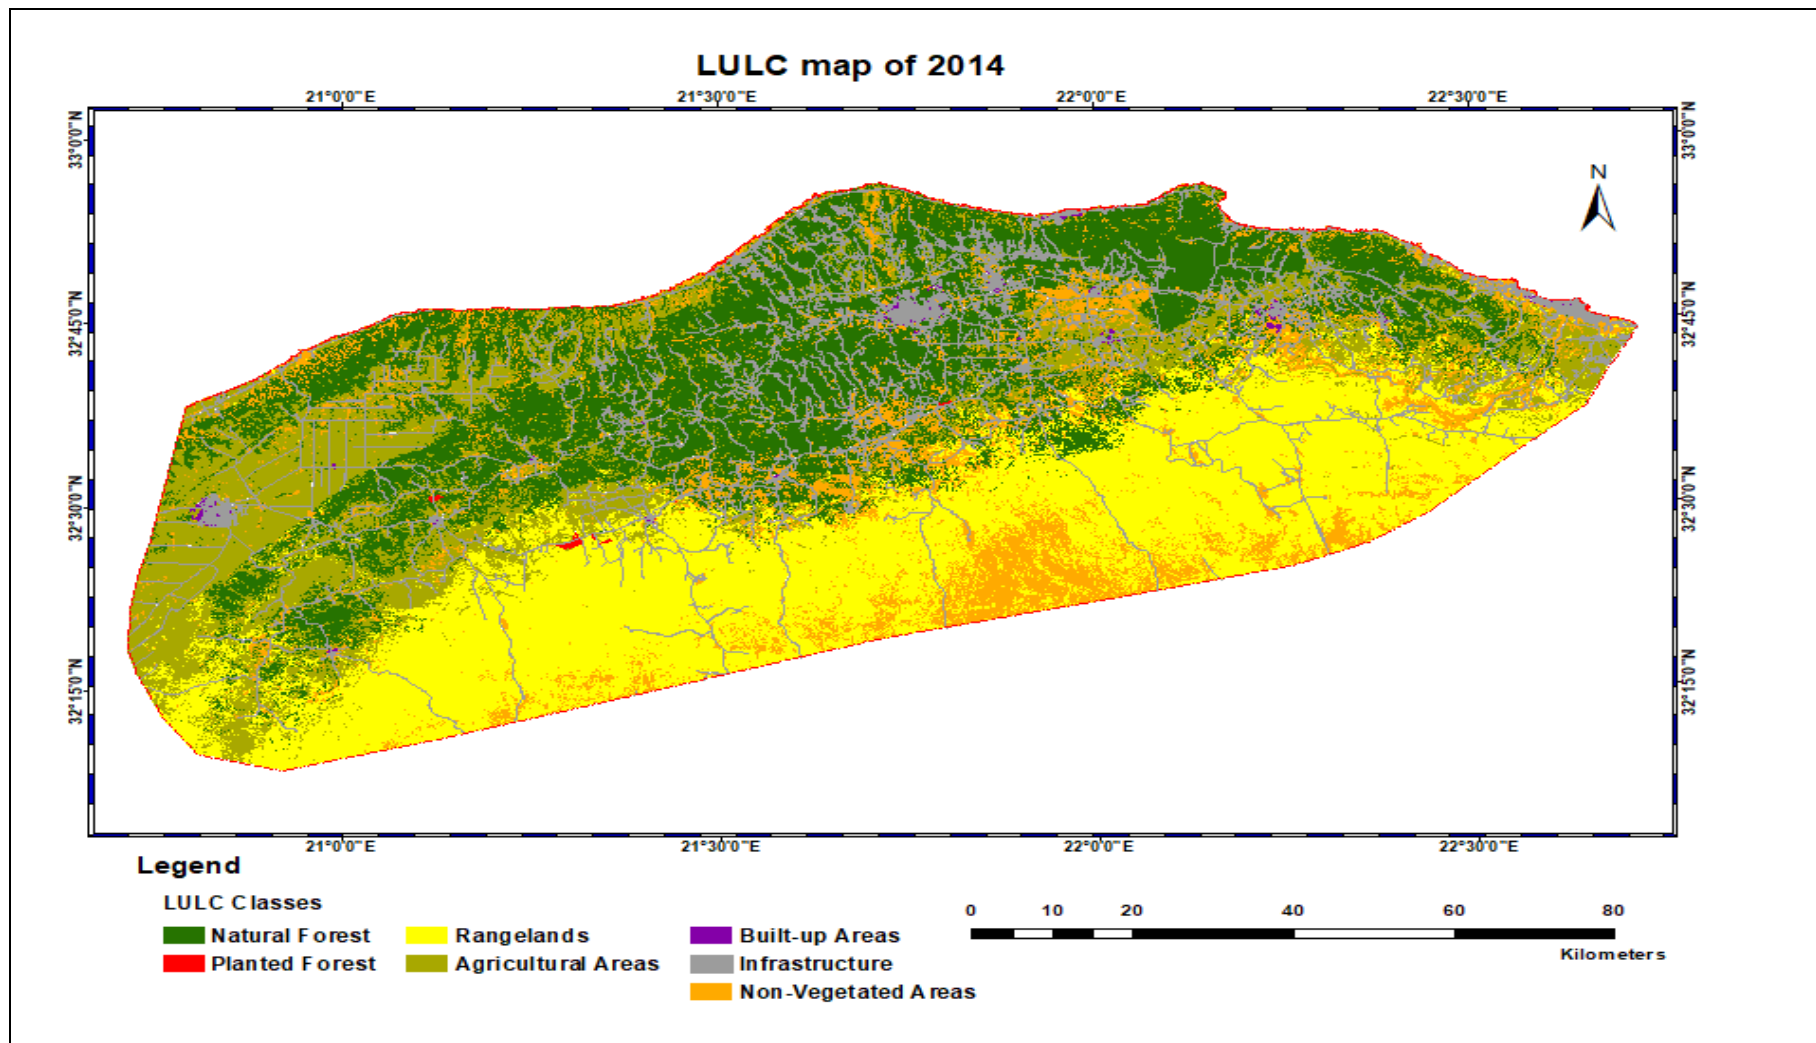 LULC map of 2014
21°0'0"E 21°30'0"E 22°0'0"E 22°30'0"E
33°0'0"N 33°0'0"N
N
32°45'0"N 32°45'0"N
32°30'0"N 32°30'0"N
32°15'0"N 32°15'0"N
21°0'0"E 21°30'0"E 22°0'0"E 22°30'0"E
Legend
LULC Classes
Natural Forest Rangelands Built-up Areas
Planted Forest Agricultural Areas Infrastructure
Non-Vegetated Areas
0 10 20 40 60 80
Kilometers